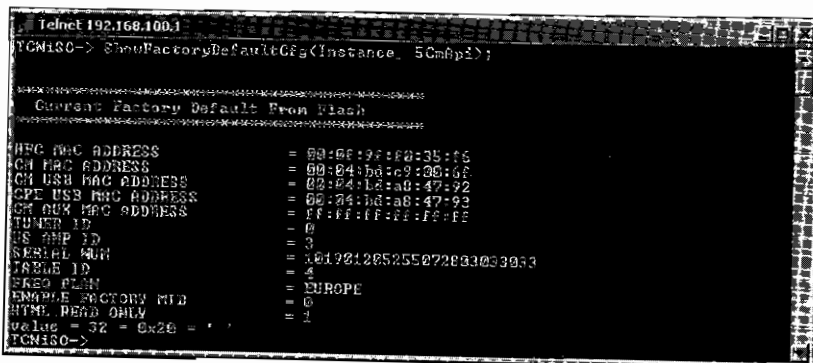 Telnet 192.168.100.1
TCNiSO-> ShowFactoryDefaultCfg(Instance_5CmApi);
Current Factory Default From Flash
HFC MAC ADDRESS = 00:0f:9f:f0:35:f6
CM MAC ADDRESS = 00:04:bd:c9:00:6f
CM USB MAC ADDRESS = 00:04:bd:a8:47:92
CPE USB MAC ADDRESS = 00:04:bd:a8:47:93
CM AUX MAC ADDRESS = ff:ff:ff:ff:ff:ff
TUNER ID = 0
US AMP ID = 3
SERIAL NUM =
TABLE ID = 4
FREQ PLAN = EUROPE
ENABLE FACTORY MIB = 0
HTML READ ONLY = 1
value = 32 = 0x20 = ' '
TCNiSO->